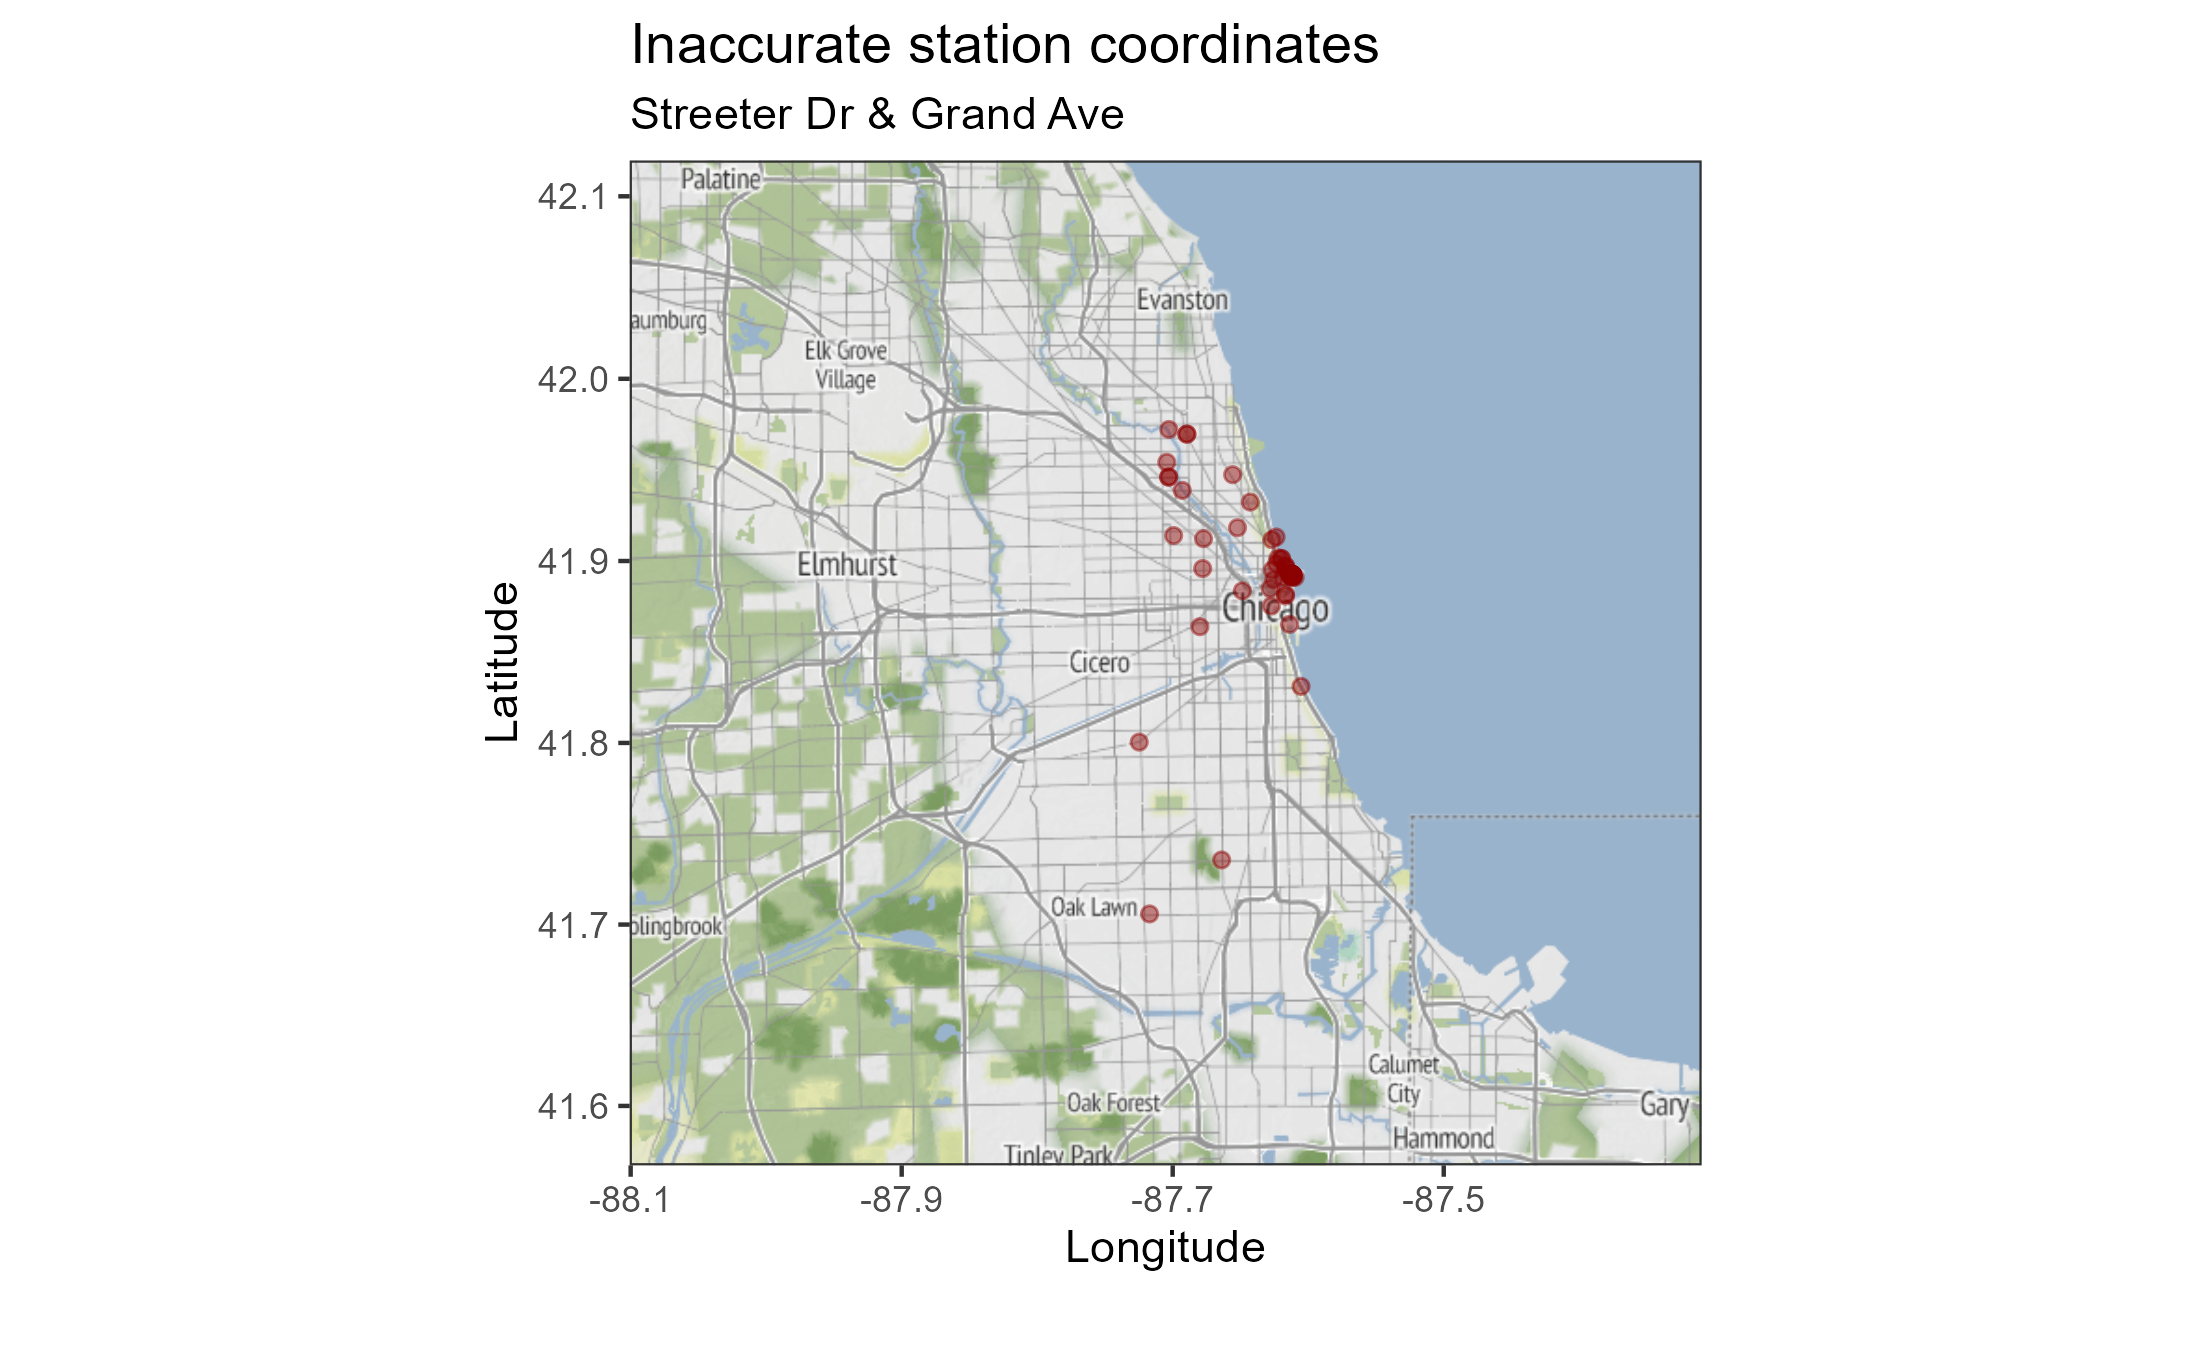 Inaccurate station coordinates
Streeter Dr & Grand Ave
Palatine
42.1
Evanston
aumburg
Elk Grove
Village
42.0
41.9
Elmhurst
Chicago
Cicero
Latitude
41.8
Oak Lawn
olingbrook
41.7
Calumet
City
Oak Forest
41.6
Gary
Hammond
Tinley Park
-88.1
-87.9
-87.7
-87.5
Longitude